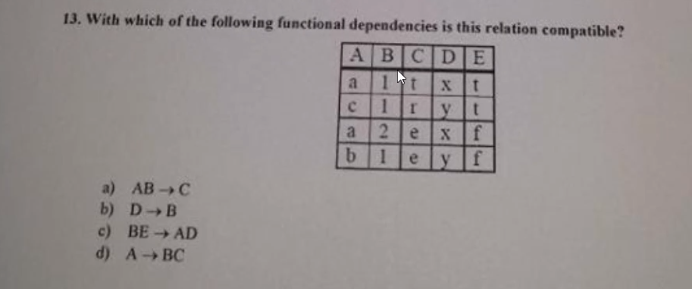 13. With which of the following functional dependencies is this relation compatible?
A B C D E
a 1 t x t
c 1 r y t
a 2 e x f
b 1 e y f
a) AB → C
b) D → B
c) BE → AD
d) A → BC